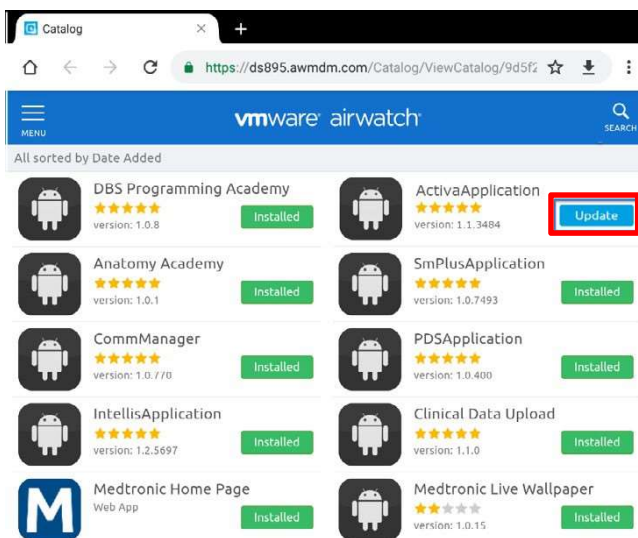 Catalog
https://ds895.awmdm.com/Catalog/ViewCatalog/9d5f2
MENU
vmware airwatch
SEARCH
All sorted by Date Added
DBS Programming Academy
version: 1.0.8
Installed
ActivaApplication
version: 1.1.3484
Update
Anatomy Academy
version: 1.0.1
Installed
SmPlusApplication
version: 1.0.7493
Installed
CommManager
version: 1.0.770
Installed
PDSApplication
version: 1.0.400
Installed
IntellisApplication
version: 1.2.5697
Installed
Clinical Data Upload
version: 1.1.0
Installed
M
Medtronic Home Page
Web App
Installed
Medtronic Live Wallpaper
version: 1.0.15
Installed